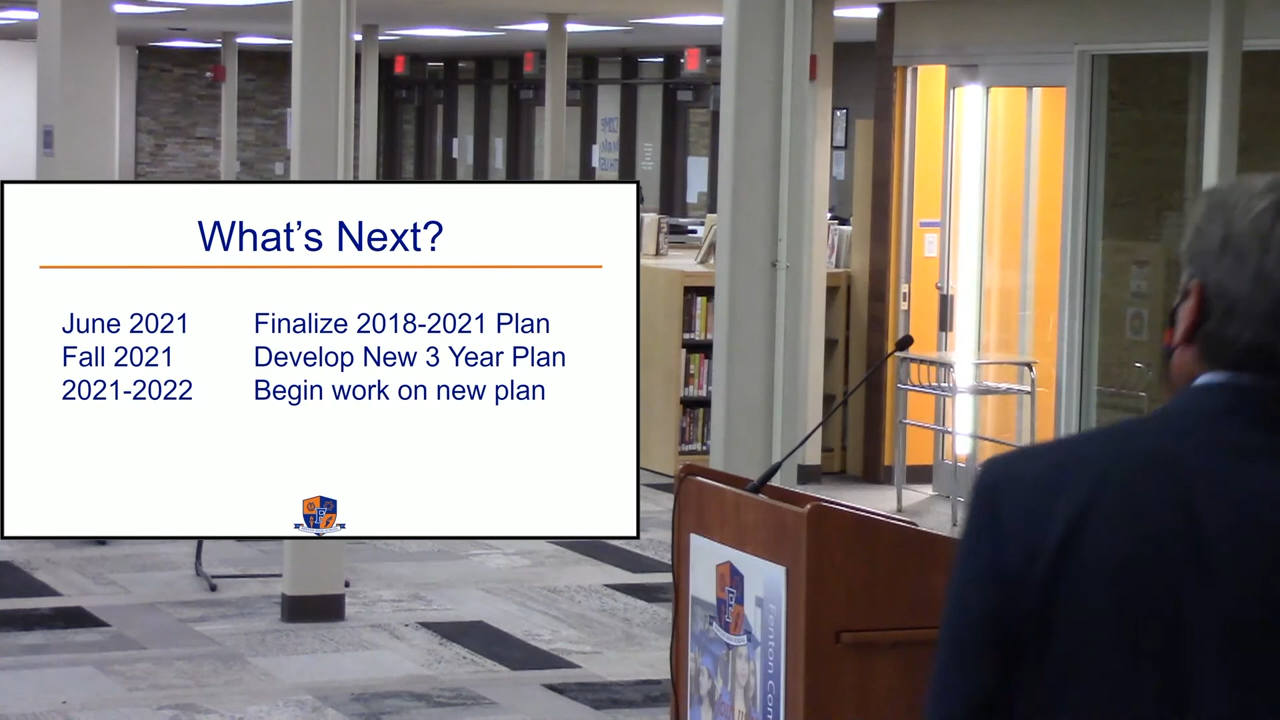 What's Next?
June 2021 Finalize 2018-2021 Plan
Fall 2021 Develop New 3 Year Plan
2021-2022 Begin work on new plan
F
F
Fenton Com